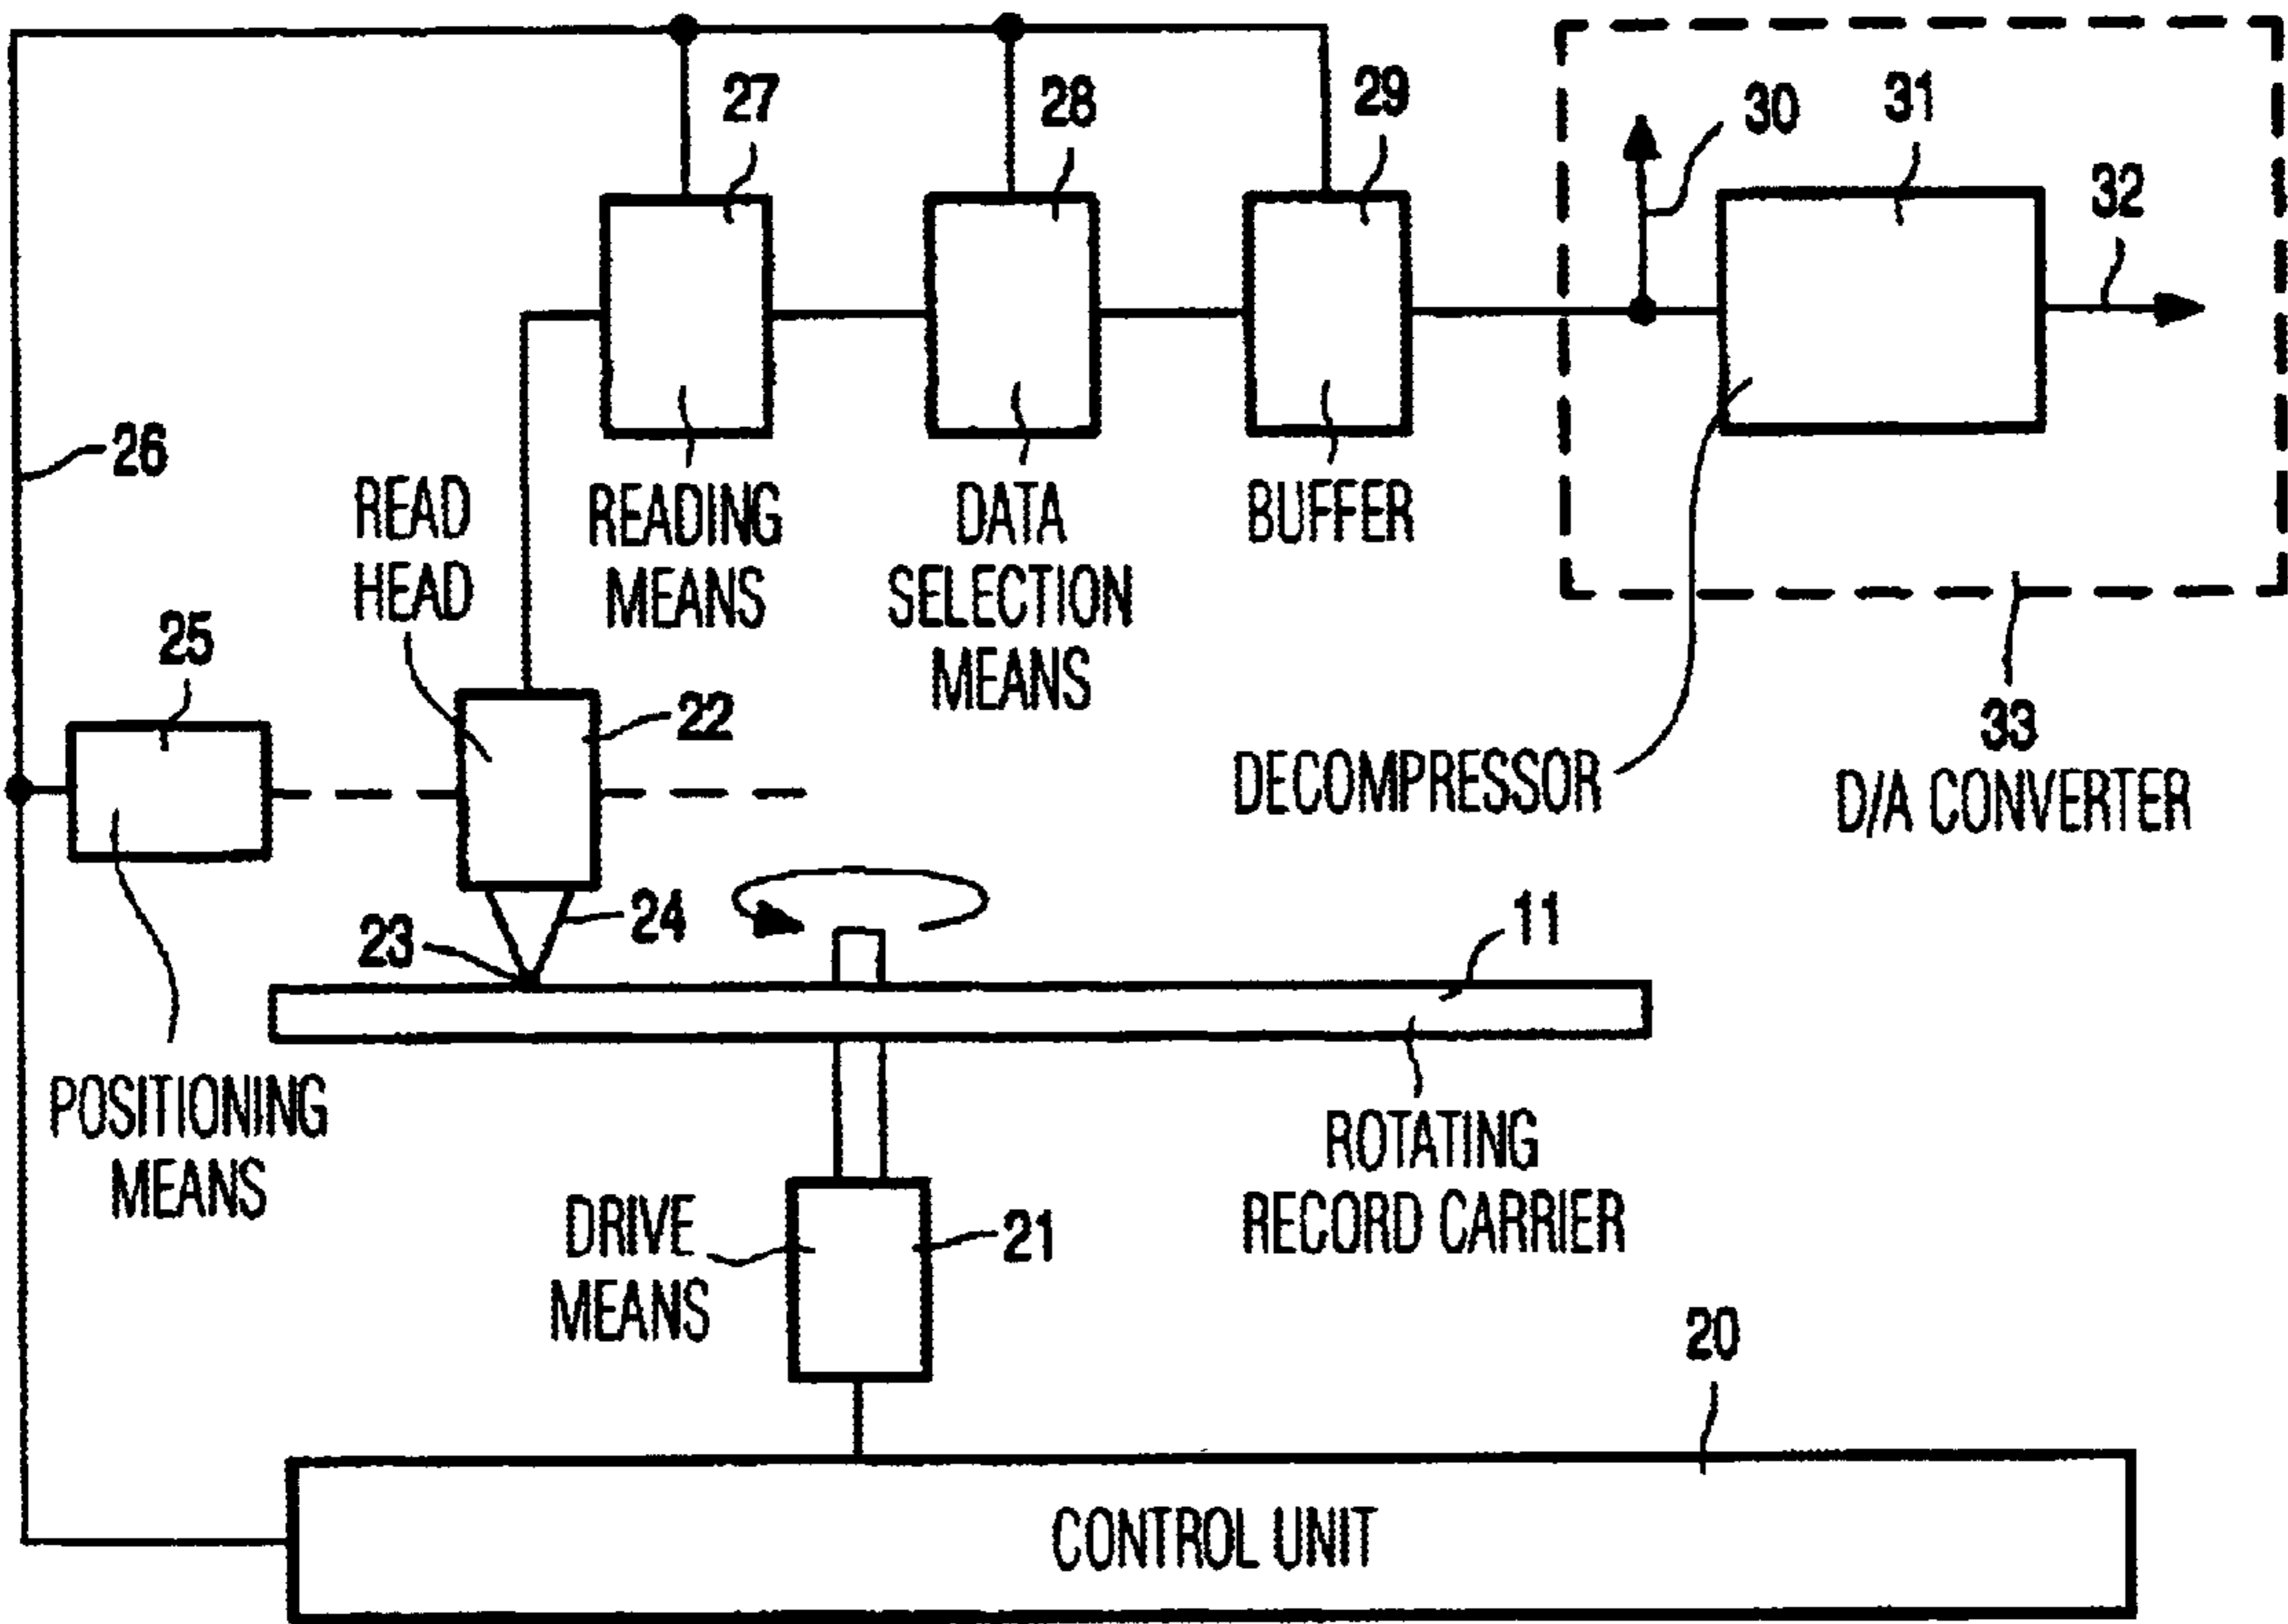 27
28
29
30
31
32
26
READ
HEAD
READING
MEANS
DATA
SELECTION
MEANS
BUFFER
25
22
DECOMPRESSOR
33
D/A CONVERTER
23
24
11
POSITIONING
MEANS
ROTATING
RECORD CARRIER
DRIVE
MEANS
21
20
CONTROL UNIT